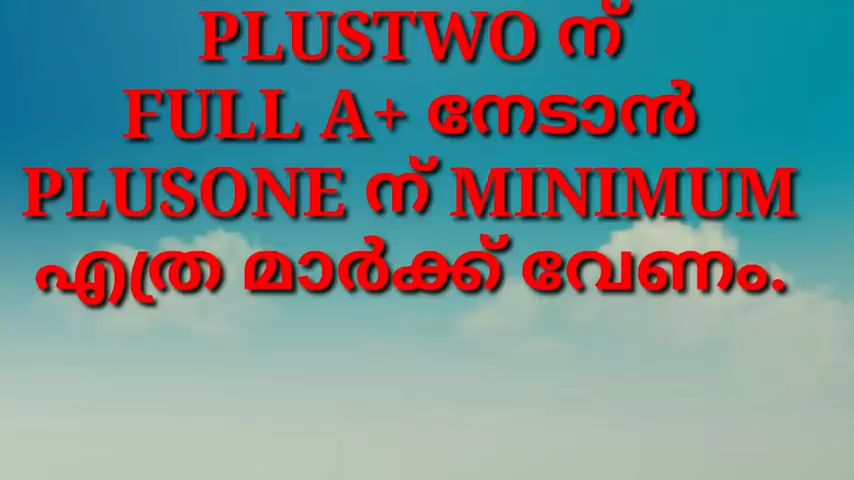 PLUSTWO ന്
FULL A+ നേടാൻ
PLUSONE ന് MINIMUM
എത്ര മാർക്ക് വേണം.